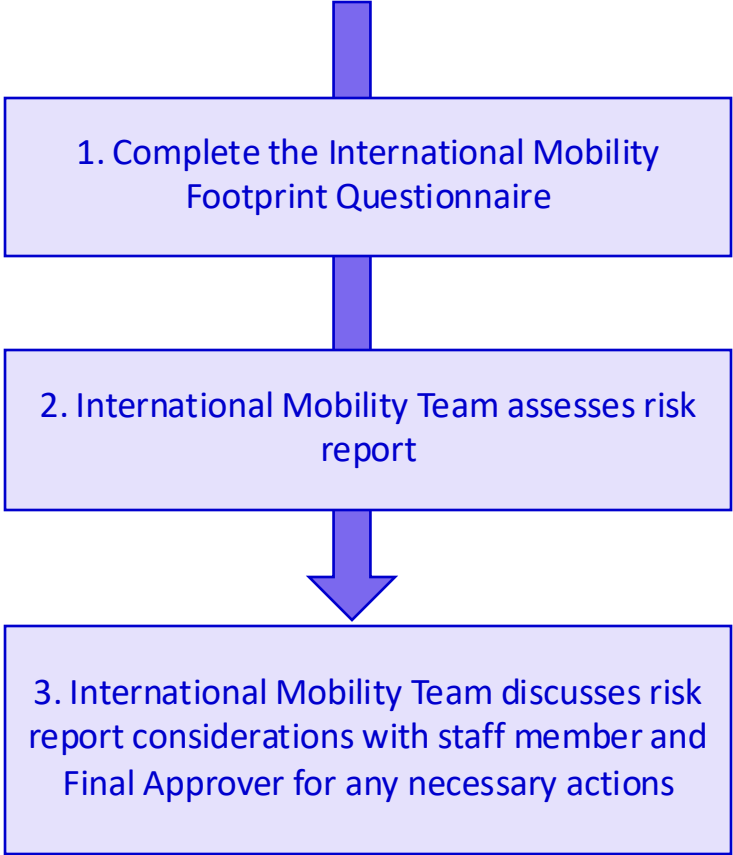 1. Complete the International Mobility
Footprint Questionnaire
2. International Mobility Team assesses risk
report
3. International Mobility Team discusses risk
report considerations with staff member and
Final Approver for any necessary actions